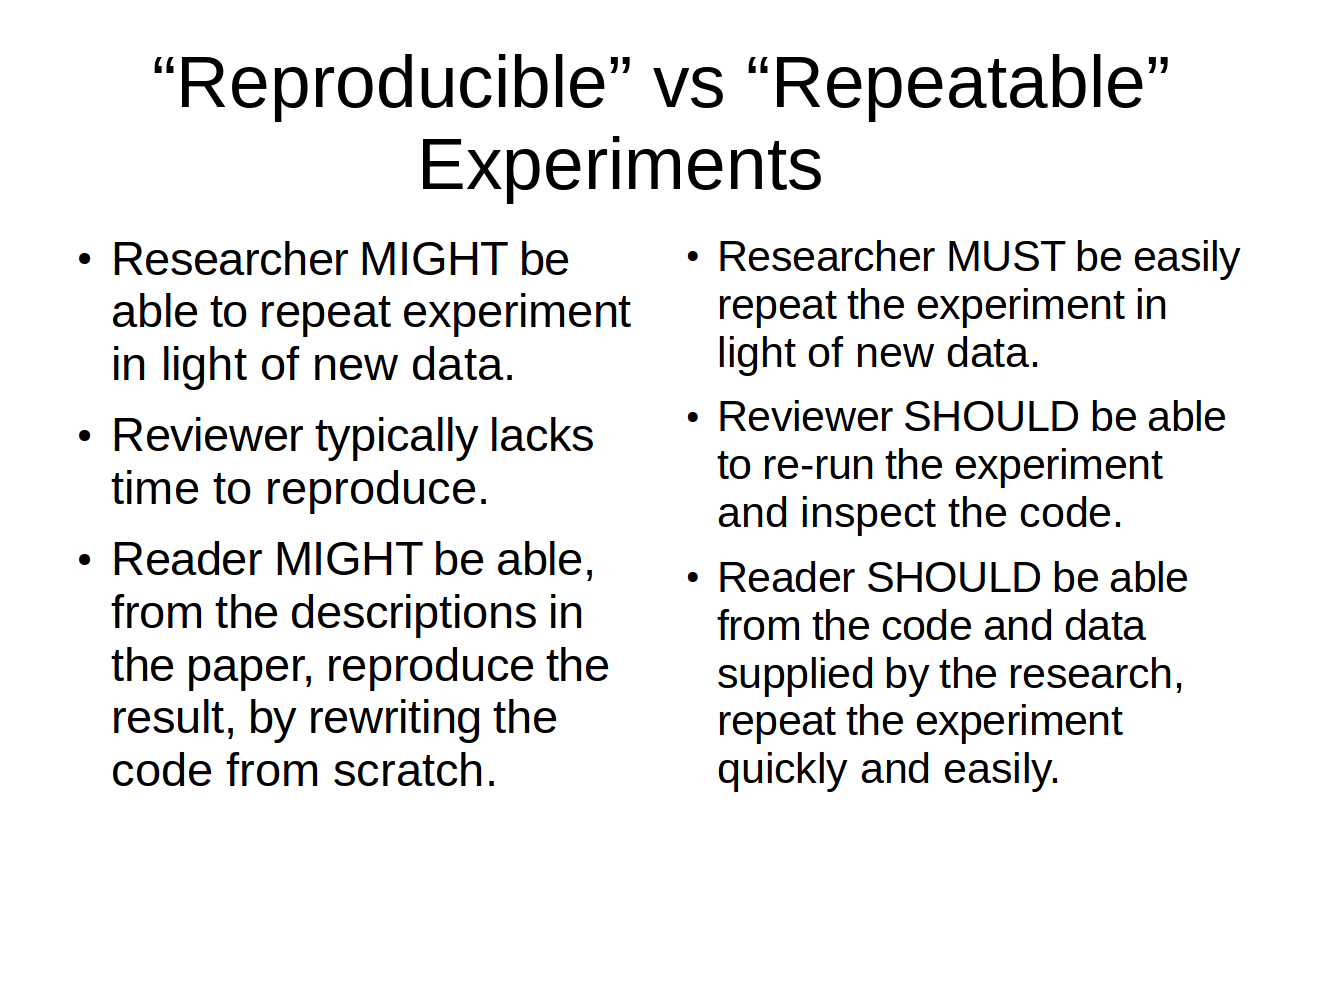 “Reproducible” vs “Repeatable”
Experiments
• Researcher MIGHT be
able to repeat experiment
in light of new data.
• Reviewer typically lacks
time to reproduce.
• Reader MIGHT be able,
from the descriptions in
the paper, reproduce the
result, by rewriting the
code from scratch.
• Researcher MUST be easily
repeat the experiment in
light of new data.
• Reviewer SHOULD be able
to re-run the experiment
and inspect the code.
• Reader SHOULD be able
from the code and data
supplied by the research,
repeat the experiment
quickly and easily.